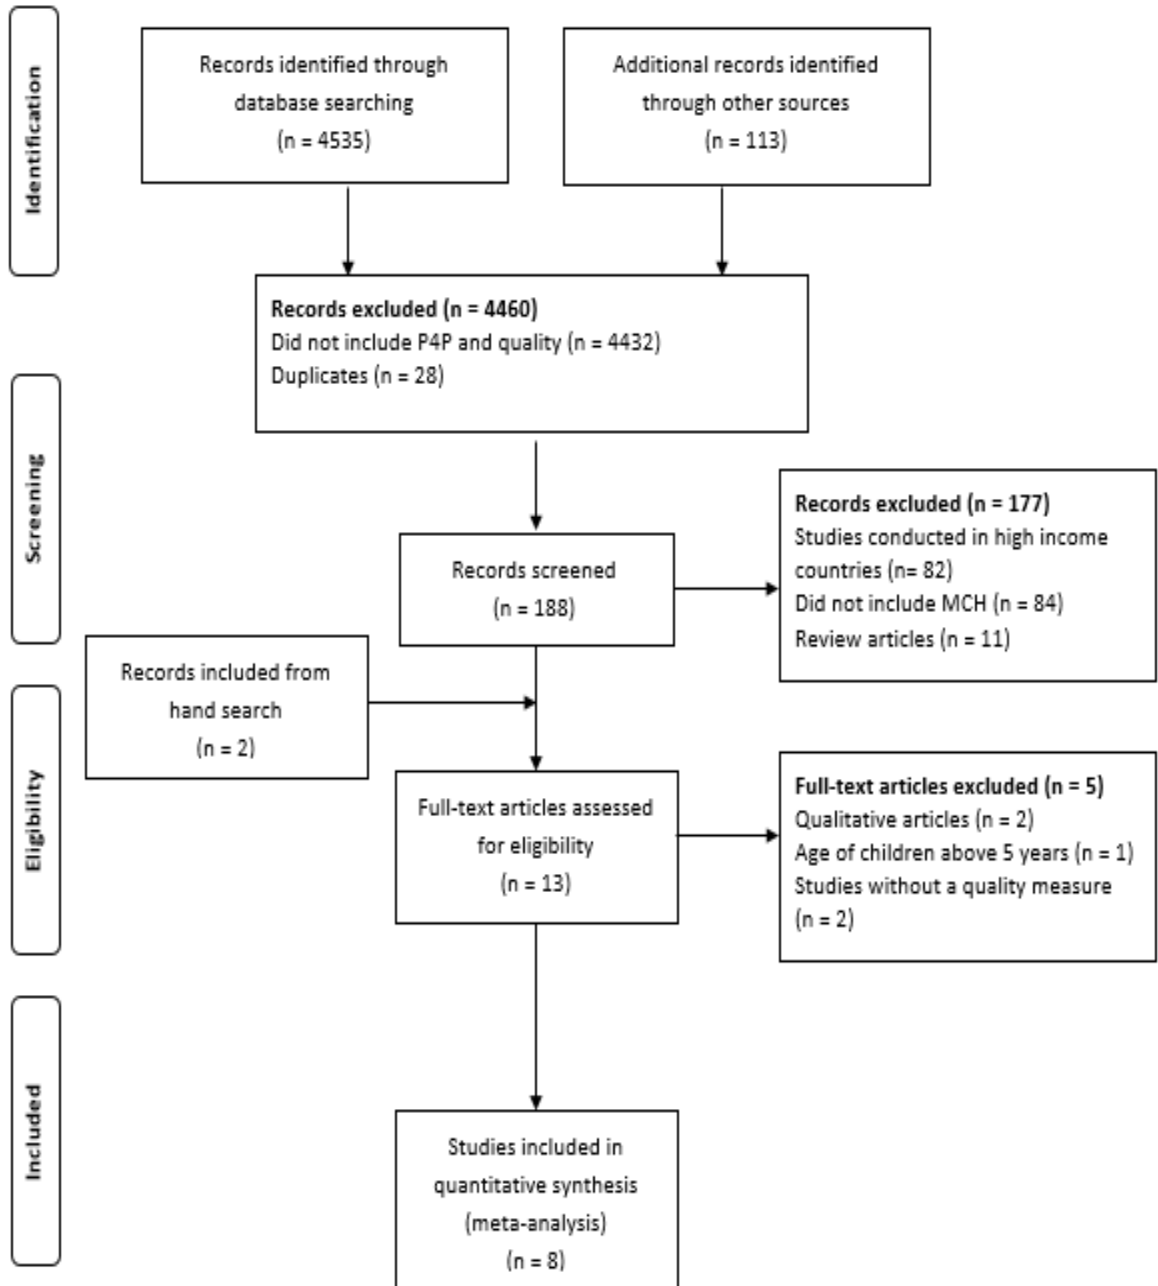 Identification
Records identified through
database searching
(n = 4535)
Additional records identified
through other sources
(n = 113)
Records excluded (n = 4460)
Did not include P4P and quality (n = 4432)
Duplicates (n = 28)
Screening
Records screened
(n = 188)
Records excluded (n = 177)
Studies conducted in high income
countries (n= 82)
Did not include MCH (n = 84)
Review articles (n = 11)
Records included from
hand search
(n = 2)
Eligibility
Full-text articles assessed
for eligibility
(n = 13)
Full-text articles excluded (n = 5)
Qualitative articles (n = 2)
Age of children above 5 years (n = 1)
Studies without a quality measure
(n = 2)
Included
Studies included in
quantitative synthesis
(meta-analysis)
(n = 8)